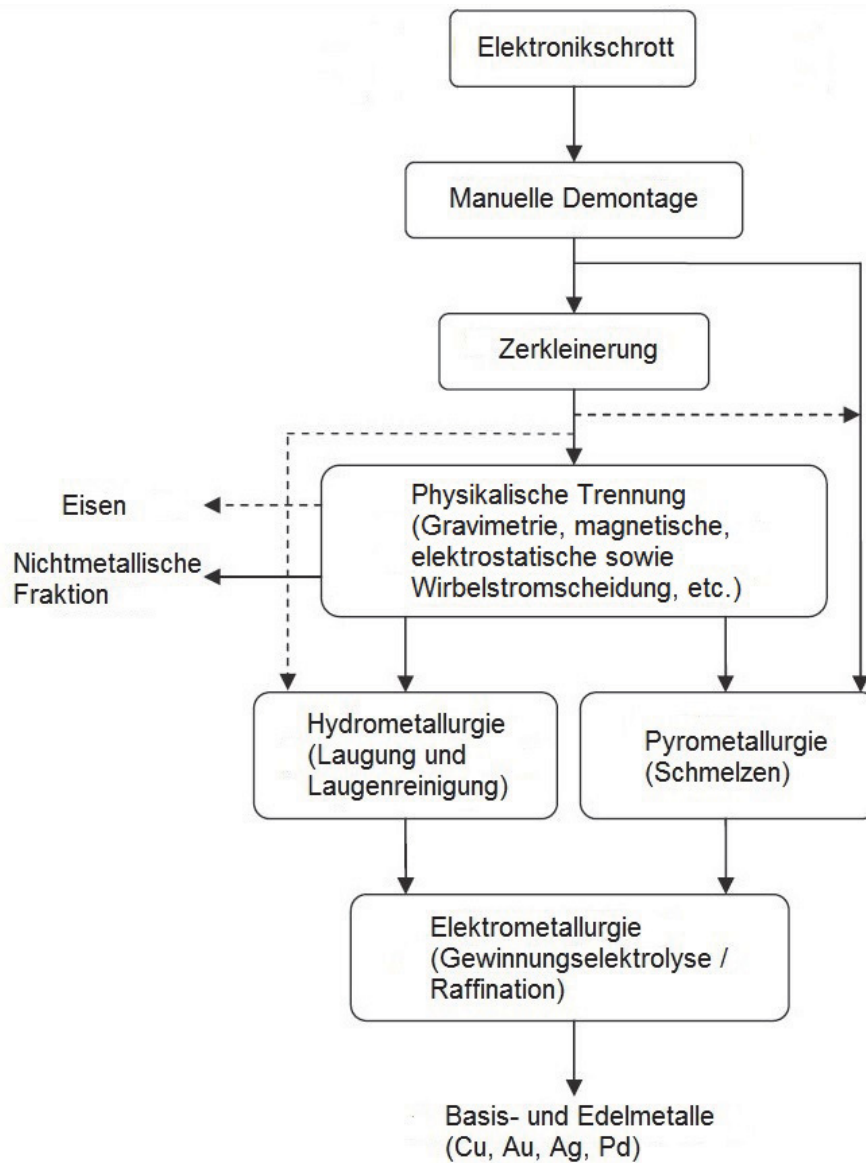 Elektronikschrott
Manuelle Demontage
Zerkleinerung
Physikalische Trennung
(Gravimetrie, magnetische,
elektrostatische sowie
Wirbelstromscheidung, etc.)
Eisen
Nichtmetallische
Fraktion
Hydrometallurgie
(Laugung und
Laugenreinigung)
Pyrometallurgie
(Schmelzen)
Elektrometallurgie
(Gewinnungselektrolyse /
Raffination)
Basis- und Edelmetalle
(Cu, Au, Ag, Pd)